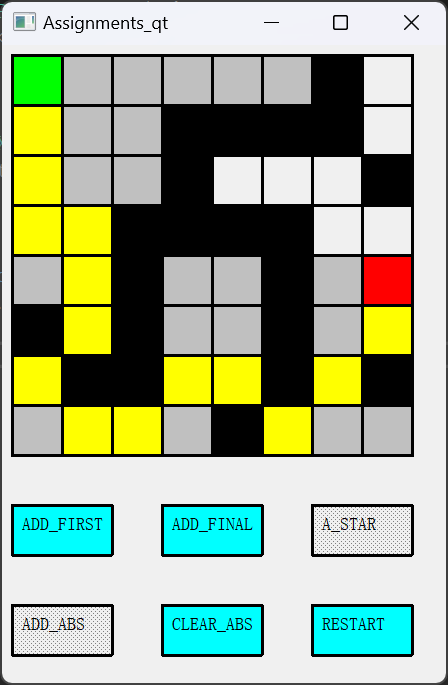 Assignments_qt
ADD_FIRST
ADD_FINAL
A_STAR
ADD_ABS
CLEAR_ABS
RESTART